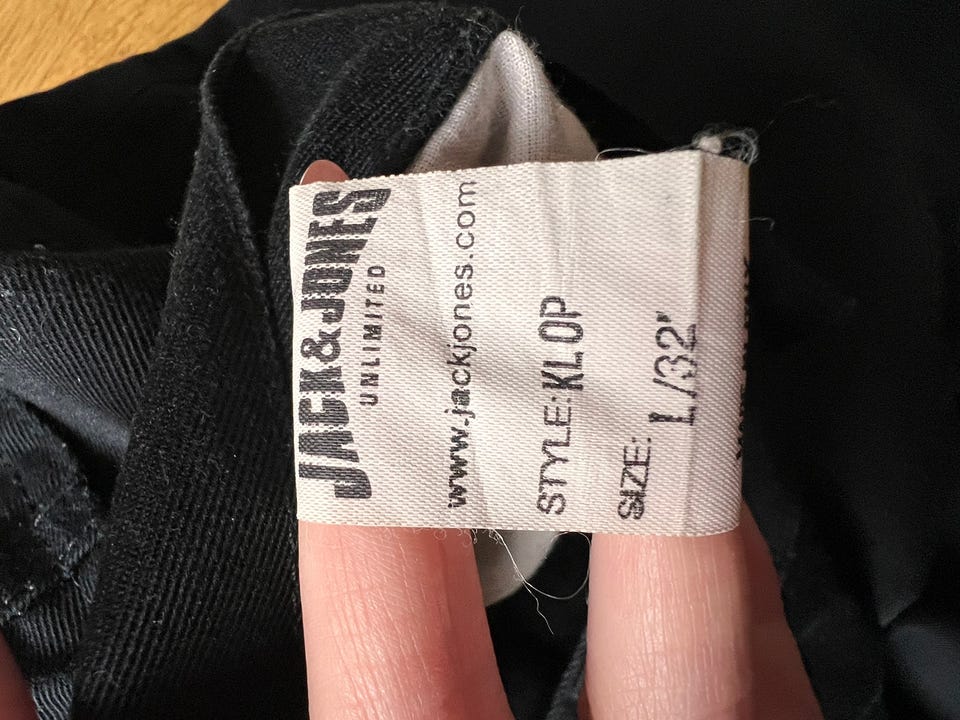 JACK&JONES
UNLIMITED
www.jackjones.com
STYLE:KLOP
SIZE: L/32"